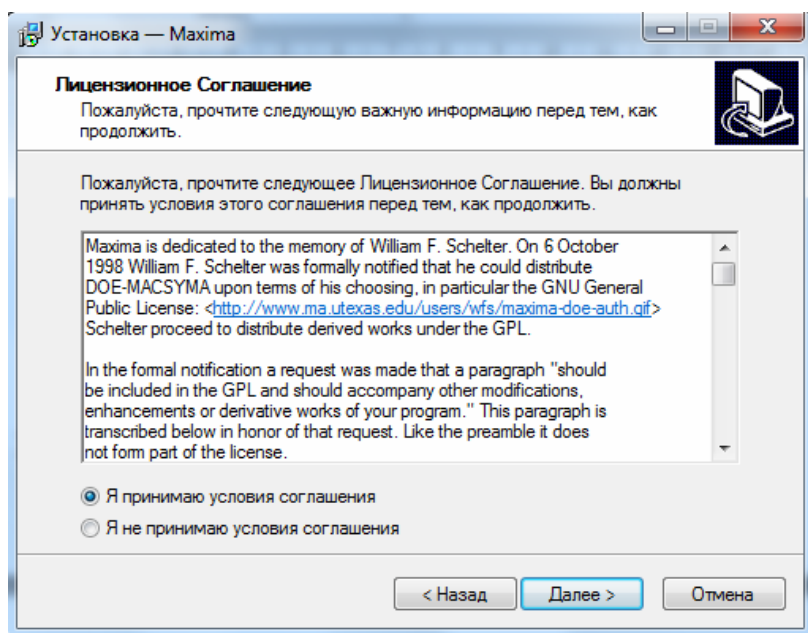 Установка — Maxima
Лицензионное Соглашение
Пожалуйста, прочтите следующую важную информацию перед тем, как
продолжить.
Пожалуйста, прочтите следующее Лицензионное Соглашение. Вы должны
принять условия этого соглашения перед тем, как продолжить.
Maxima is dedicated to the memory of William F. Schelter. On 6 October
1998 William F. Schelter was formally notified that he could distribute
DOE-MACSYMA upon terms of his choosing, in particular the GNU General
Public License: <http://www.ma.utexas.edu/users/wfs/maxima-doe-auth.gif>
Schelter proceed to distribute derived works under the GPL.
In the formal notification a request was made that a paragraph "should
be included in the GPL and should accompany other modifications,
enhancements or derivative works of your program." This paragraph is
transcribed below in honor of that request. Like the preamble it does
not form part of the license.
Я принимаю условия соглашения
Я не принимаю условия соглашения
< Назад
Далее >
Отмена